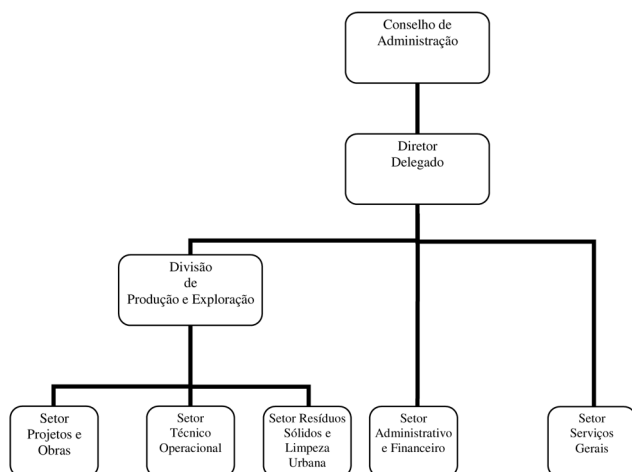 Conselho de
Administração
Diretor
Delegado
Divisão
de
Produção e Exploração
Setor
Projetos e
Obras
Setor
Técnico
Operacional
Setor Resíduos
Sólidos e
Limpeza
Urbana
Setor
Administrativo
e Financeiro
Setor
Serviços
Gerais